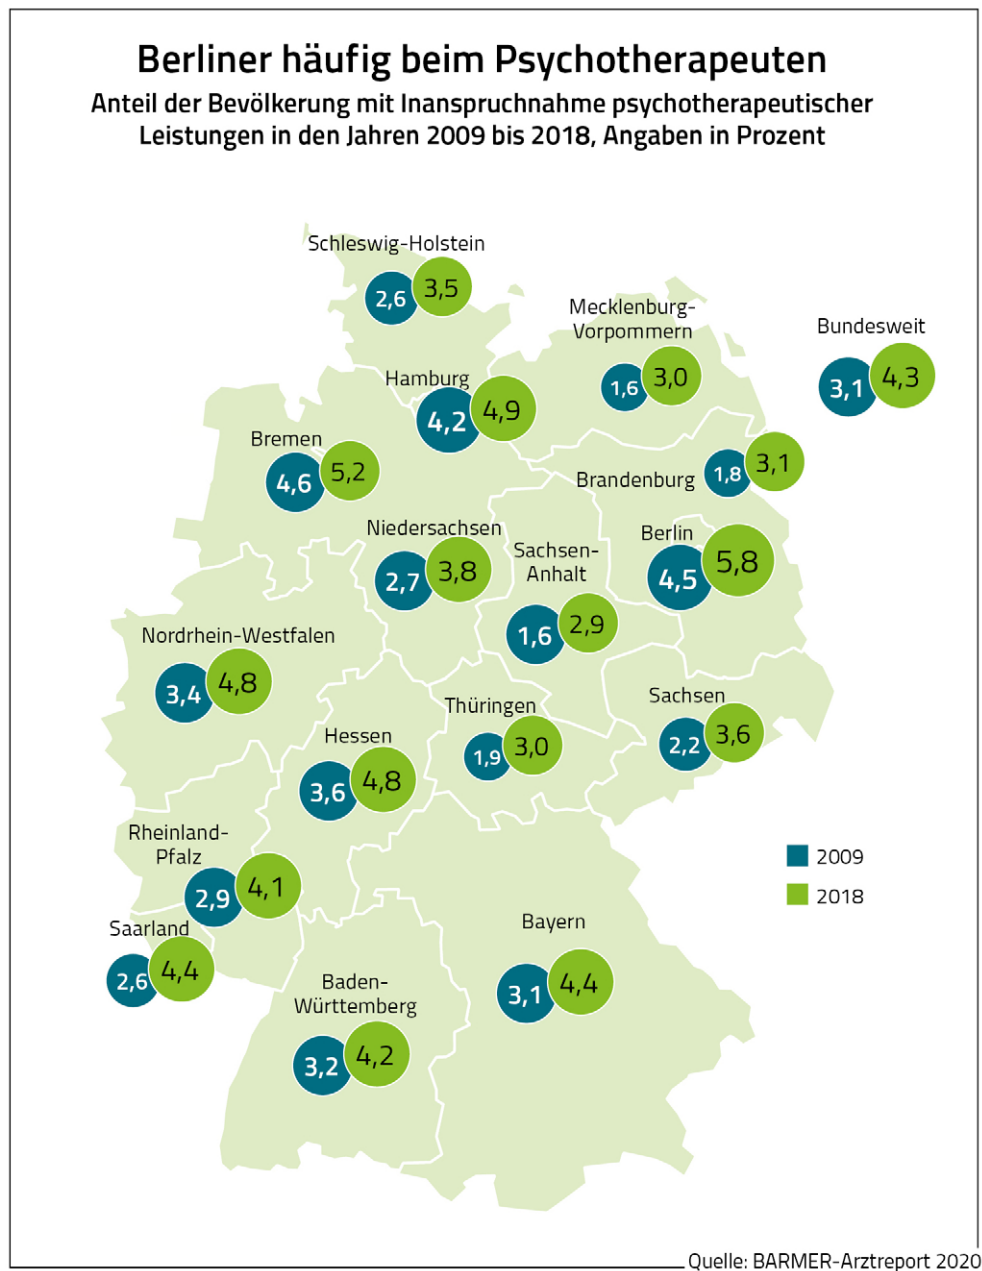 Berliner häufig beim Psychotherapeuten
Anteil der Bevölkerung mit Inanspruchnahme psychotherapeutischer
Leistungen in den Jahren 2009 bis 2018, Angaben in Prozent
Schleswig-Holstein
2,6 3,5
Mecklenburg-
Vorpommern
1,6 3,0
Bundesweit
3,1 4,3
Hamburg
4,2 4,9
Bremen
4,6 5,2
Brandenburg
1,8 3,1
Niedersachsen
2,7 3,8
Sachsen-
Anhalt
1,6 2,9
Berlin
4,5 5,8
Nordrhein-Westfalen
3,4 4,8
Hessen
3,6 4,8
Thüringen
1,9 3,0
Sachsen
2,2 3,6
Rheinland-
Pfalz
2,9 4,1
2009
2018
Saarland
2,6 4,4
Baden-
Württemberg
3,2 4,2
Bayern
3,1 4,4
Quelle: BARMER-Arztreport 2020